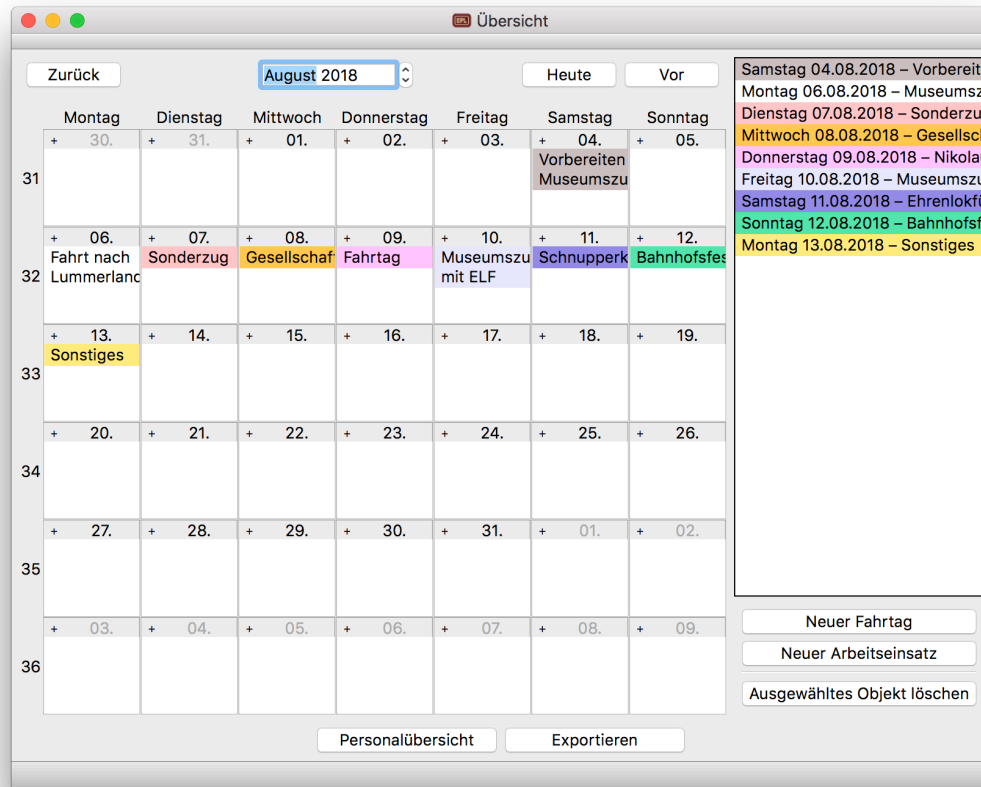 EPL Übersicht
Zurück August 2018 Heute Vor
Montag Dienstag Mittwoch Donnerstag Freitag Samstag Sonntag
+ 30. + 31. + 01. + 02. + 03. + 04. + 05.
31
Vorbereiten
Museumszu
+ 06. + 07. + 08. + 09. + 10. + 11. + 12.
Fahrt nach Sonderzug Gesellschaf Fahrtag Museumszu Schnupperk Bahnhofsfes
32 Lummerland mit ELF
+ 13. + 14. + 15. + 16. + 17. + 18. + 19.
Sonstiges
33
+ 20. + 21. + 22. + 23. + 24. + 25. + 26.
34
+ 27. + 28. + 29. + 30. + 31. + 01. + 02.
35
+ 03. + 04. + 05. + 06. + 07. + 08. + 09.
36
Personalübersicht Exportieren
Samstag 04.08.2018 – Vorbereit
Montag 06.08.2018 – Museumsz
Dienstag 07.08.2018 – Sonderzu
Mittwoch 08.08.2018 – Gesellsch
Donnerstag 09.08.2018 – Nikola
Freitag 10.08.2018 – Museumszu
Samstag 11.08.2018 – Ehrenlokfü
Sonntag 12.08.2018 – Bahnhofsf
Montag 13.08.2018 – Sonstiges
Neuer Fahrtag
Neuer Arbeitseinsatz
Ausgewähltes Objekt löschen